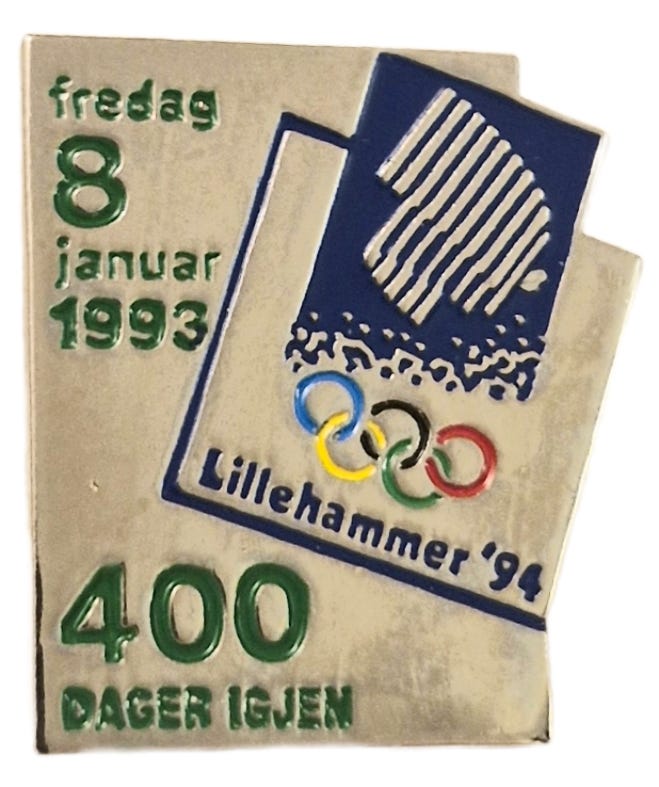 fredag
8
januar
1993
Lillehammer '94
400
DAGER IGJEN